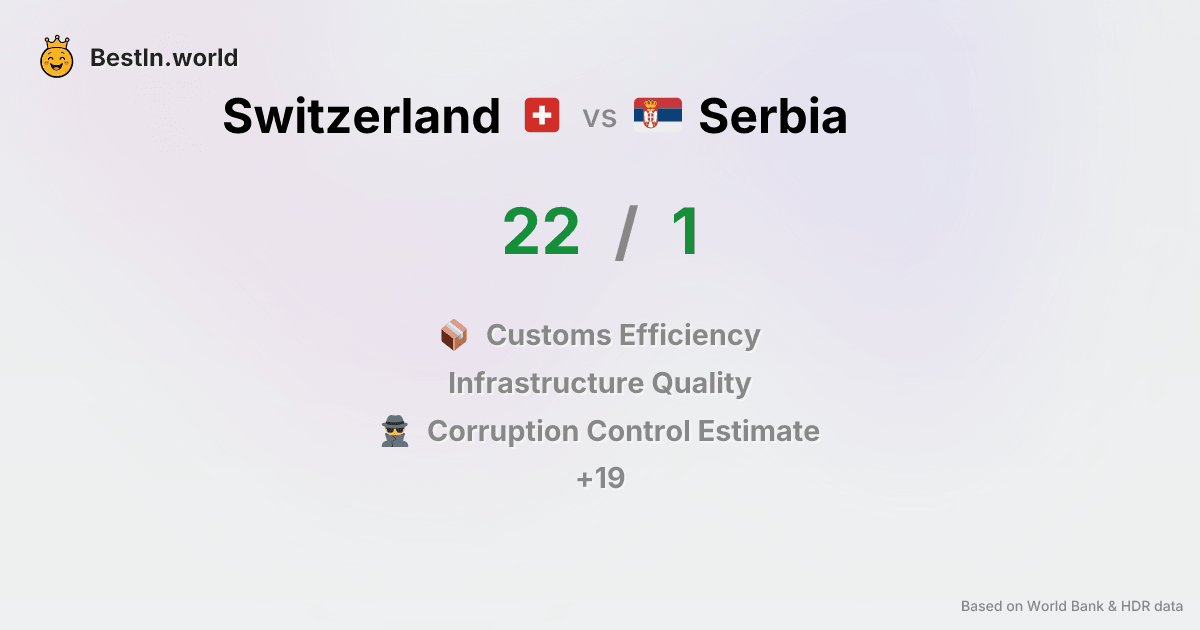 BestIn.world
Switzerland vs Serbia
22 / 1
Customs Efficiency
Infrastructure Quality
Corruption Control Estimate
+19
Based on World Bank & HDR data